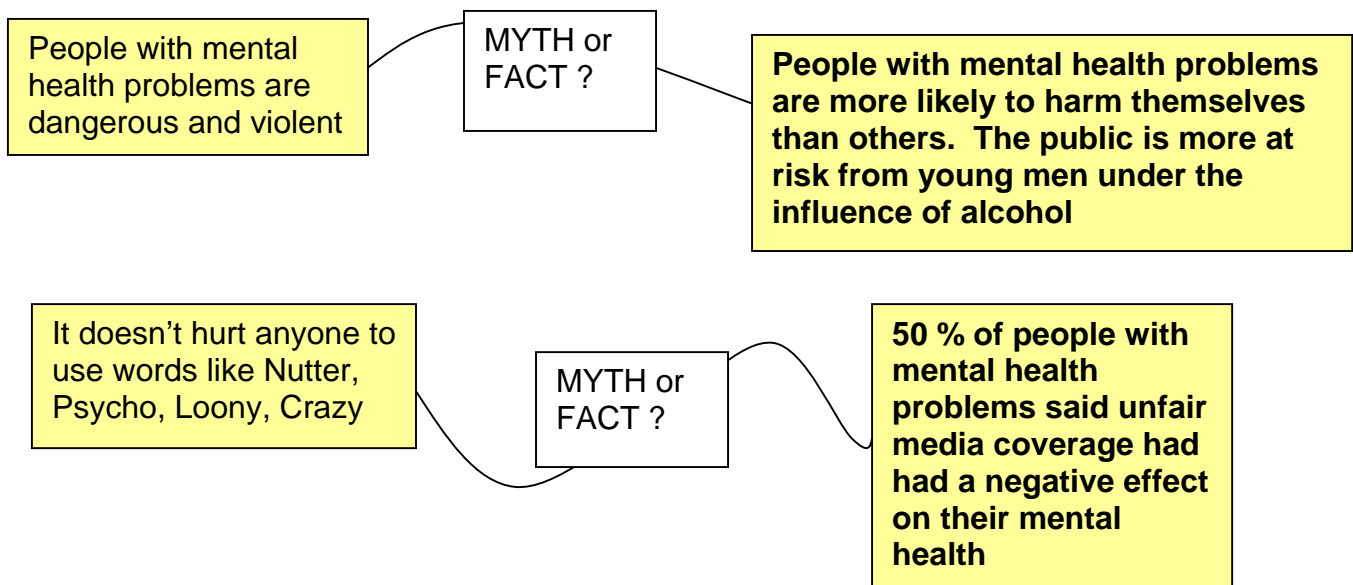 People with mental
health problems are
dangerous and violent
MYTH or
FACT ?
People with mental health problems
are more likely to harm themselves
than others.  The public is more at
risk from young men under the
influence of alcohol
It doesn’t hurt anyone to
use words like Nutter,
Psycho, Loony, Crazy
MYTH or
FACT ?
50 % of people with
mental health
problems said unfair
media coverage had
had a negative effect
on their mental
health